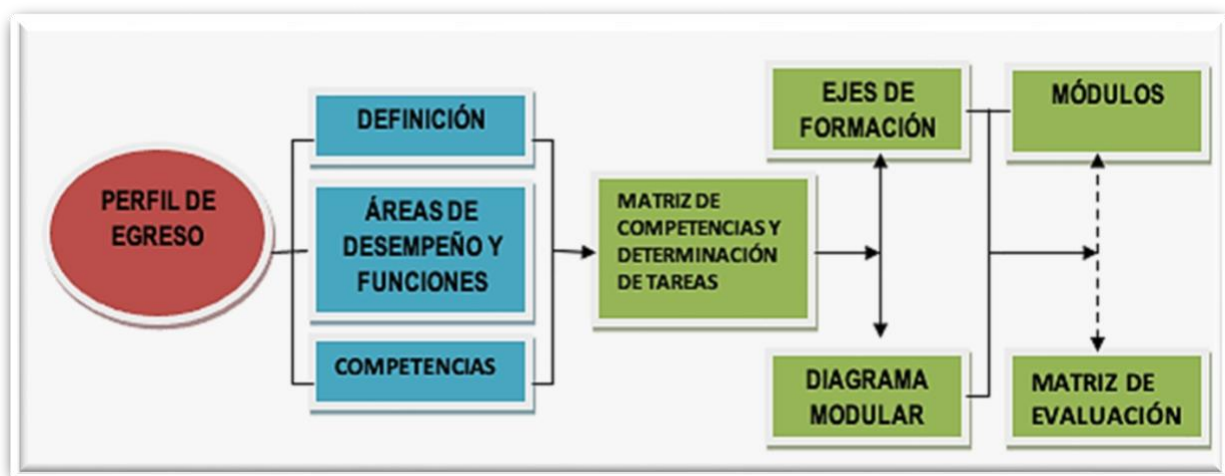 PERFIL DE
EGRESO
DEFINICIÓN
ÁREAS DE
DESEMPEÑO Y
FUNCIONES
COMPETENCIAS
MATRIZ DE
COMPETENCIAS Y
DETERMINACIÓN
DE TAREAS
EJES DE
FORMACIÓN
DIAGRAMA
MODULAR
MÓDULOS
MATRIZ DE
EVALUACIÓN